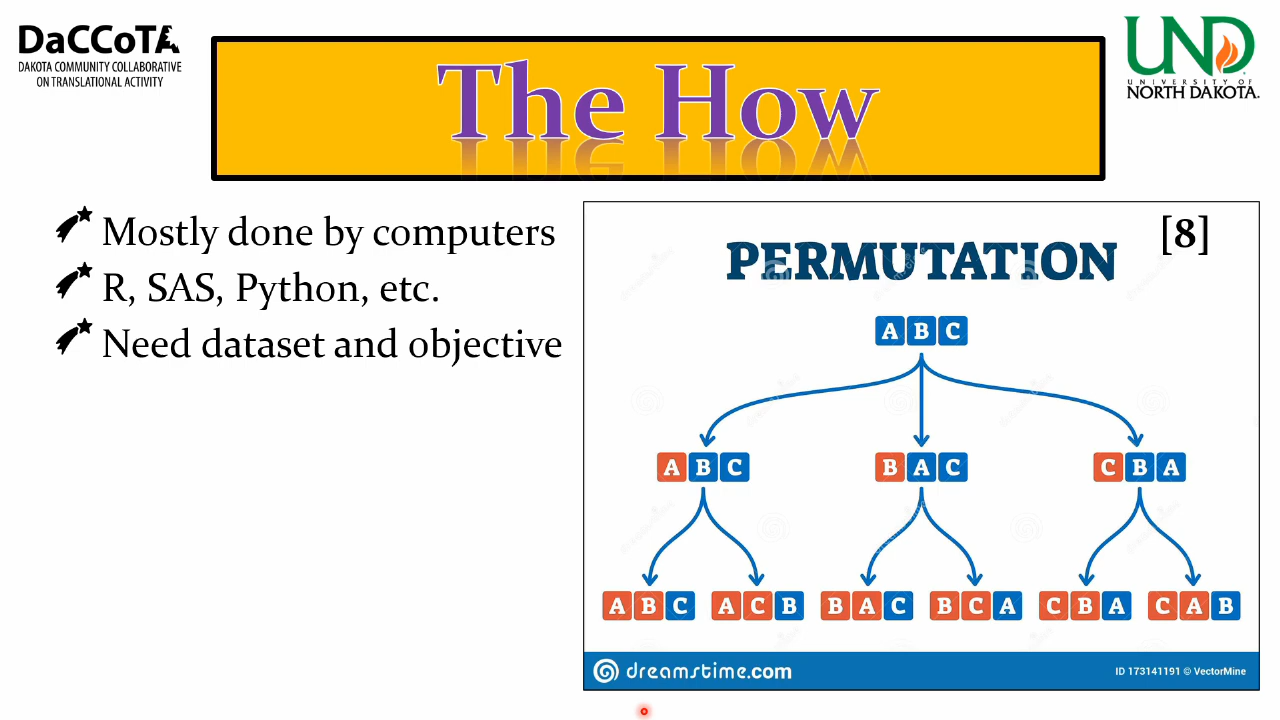 DaCCoTA
DAKOTA COMMUNITY COLLABORATIVE
ON TRANSLATIONAL ACTIVITY
The How
UND
UNIVERSITY OF
NORTH DAKOTA.
Mostly done by computers
R, SAS, Python, etc.
Need dataset and objective
[8]
PERMUTATION
A B C
A B C
B A C
C B A
A B C
A C B
B A C
B C A
C B A
C A B
dreamstime.com
ID 173141191 © VectorMine